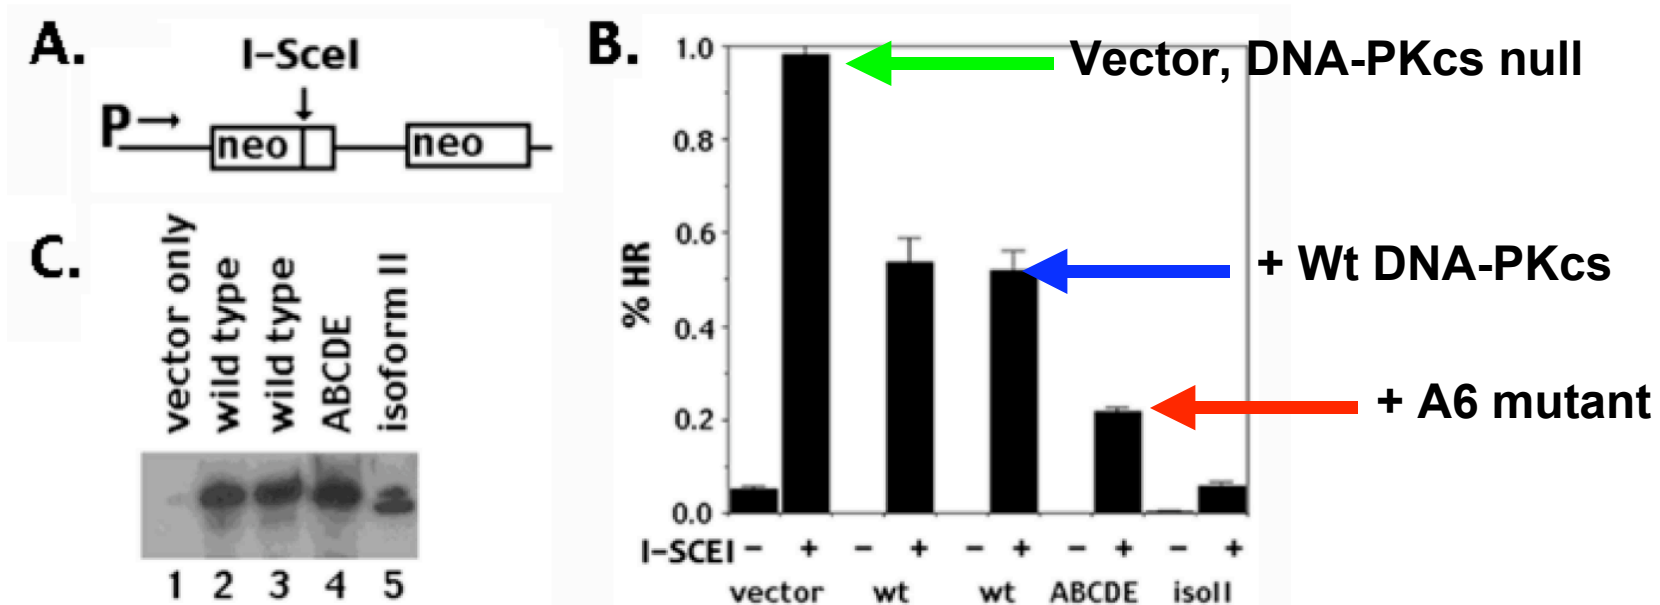 A.
I-SceI
P
neo
neo
C.
vector only
wild type
wild type
ABCDE
isoform II
1 2 3 4 5
B.
Vector, DNA-PKcs null
+ Wt DNA-PKcs
+ A6 mutant
% HR
1.0
0.8
0.6
0.4
0.2
0.0
I-SCEI - + - + - + - + - +
vector wt wt ABCDE isoII